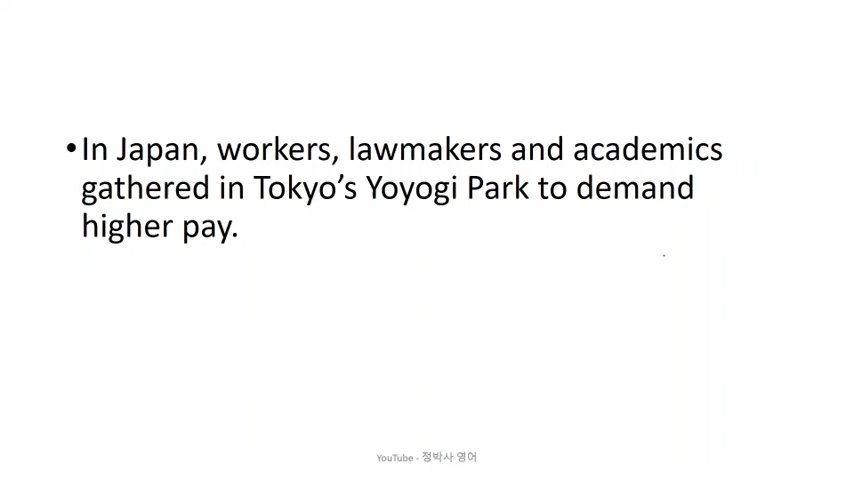 •In Japan, workers, lawmakers and academics
gathered in Tokyo’s Yoyogi Park to demand
higher pay.
YouTube - 정박사 영어